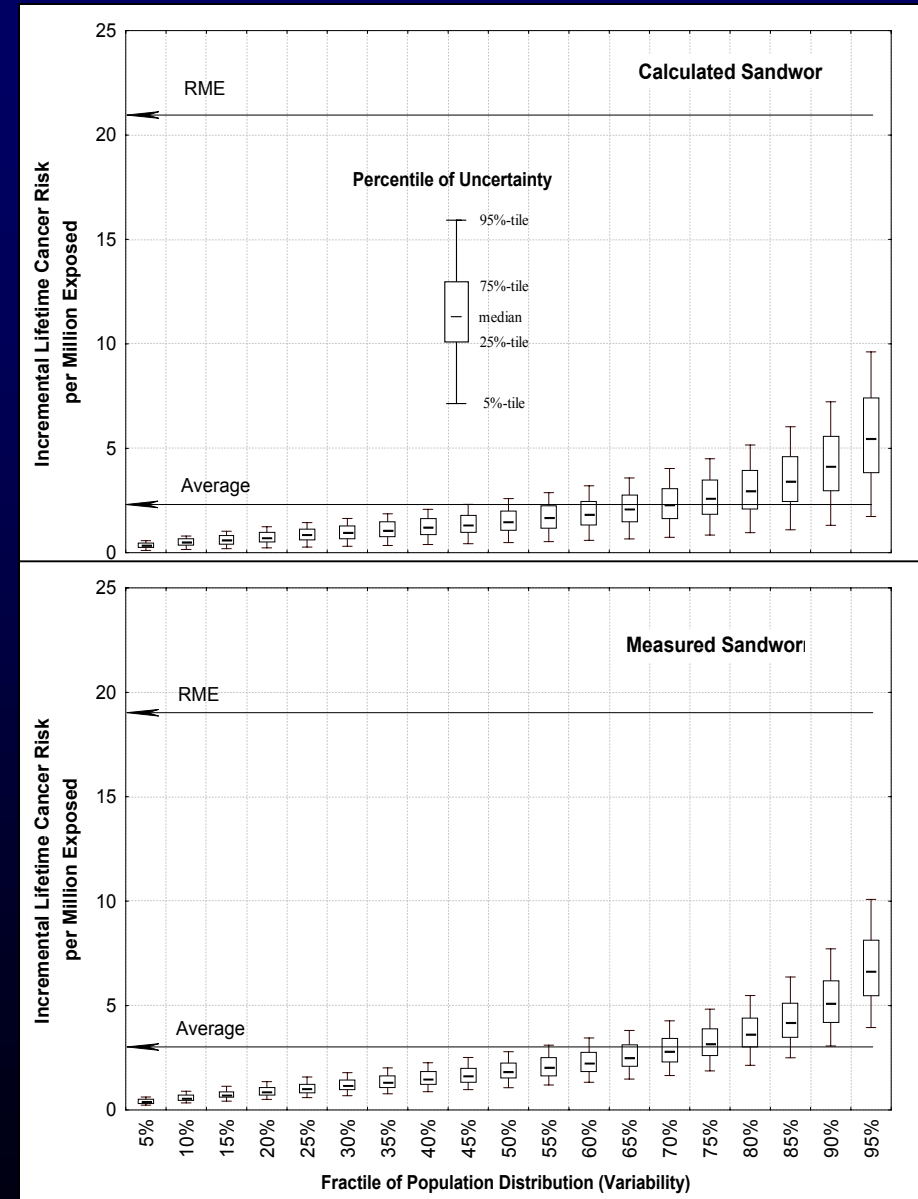 25
20
15
10
5
0
Incremental Lifetime Cancer Risk
per Million Exposed
Calculated Sandwor
RME
Percentile of Uncertainty
95%-tile
75%-tile
median
25%-tile
5%-tile
Average
25
20
15
10
5
0
Incremental Lifetime Cancer Risk
per Million Exposed
Measured Sandwor
RME
Average
5% 10% 15% 20% 25% 30% 35% 40% 45% 50% 55% 60% 65% 70% 75% 80% 85% 90% 95%
Fractile of Population Distribution (Variability)